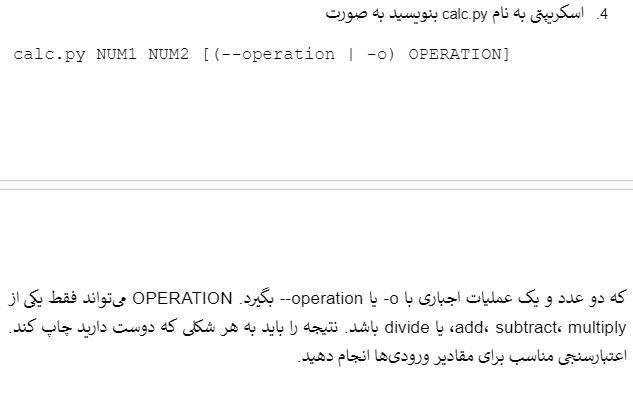 4. اسکریپتی به نام calc.py بنویسید به صورت
calc.py NUM1 NUM2 [(--operation | -o) OPERATION]
که دو عدد و یک عملیات اجباری با -o یا --operation بگیرد. OPERATION می‌تواند فقط یکی از
add، subtract، multiply، یا divide باشد. نتیجه را باید به هر شکلی که دوست دارید چاپ کند.
اعتبارسنجی مناسب برای مقادیر ورودی‌ها انجام دهید.